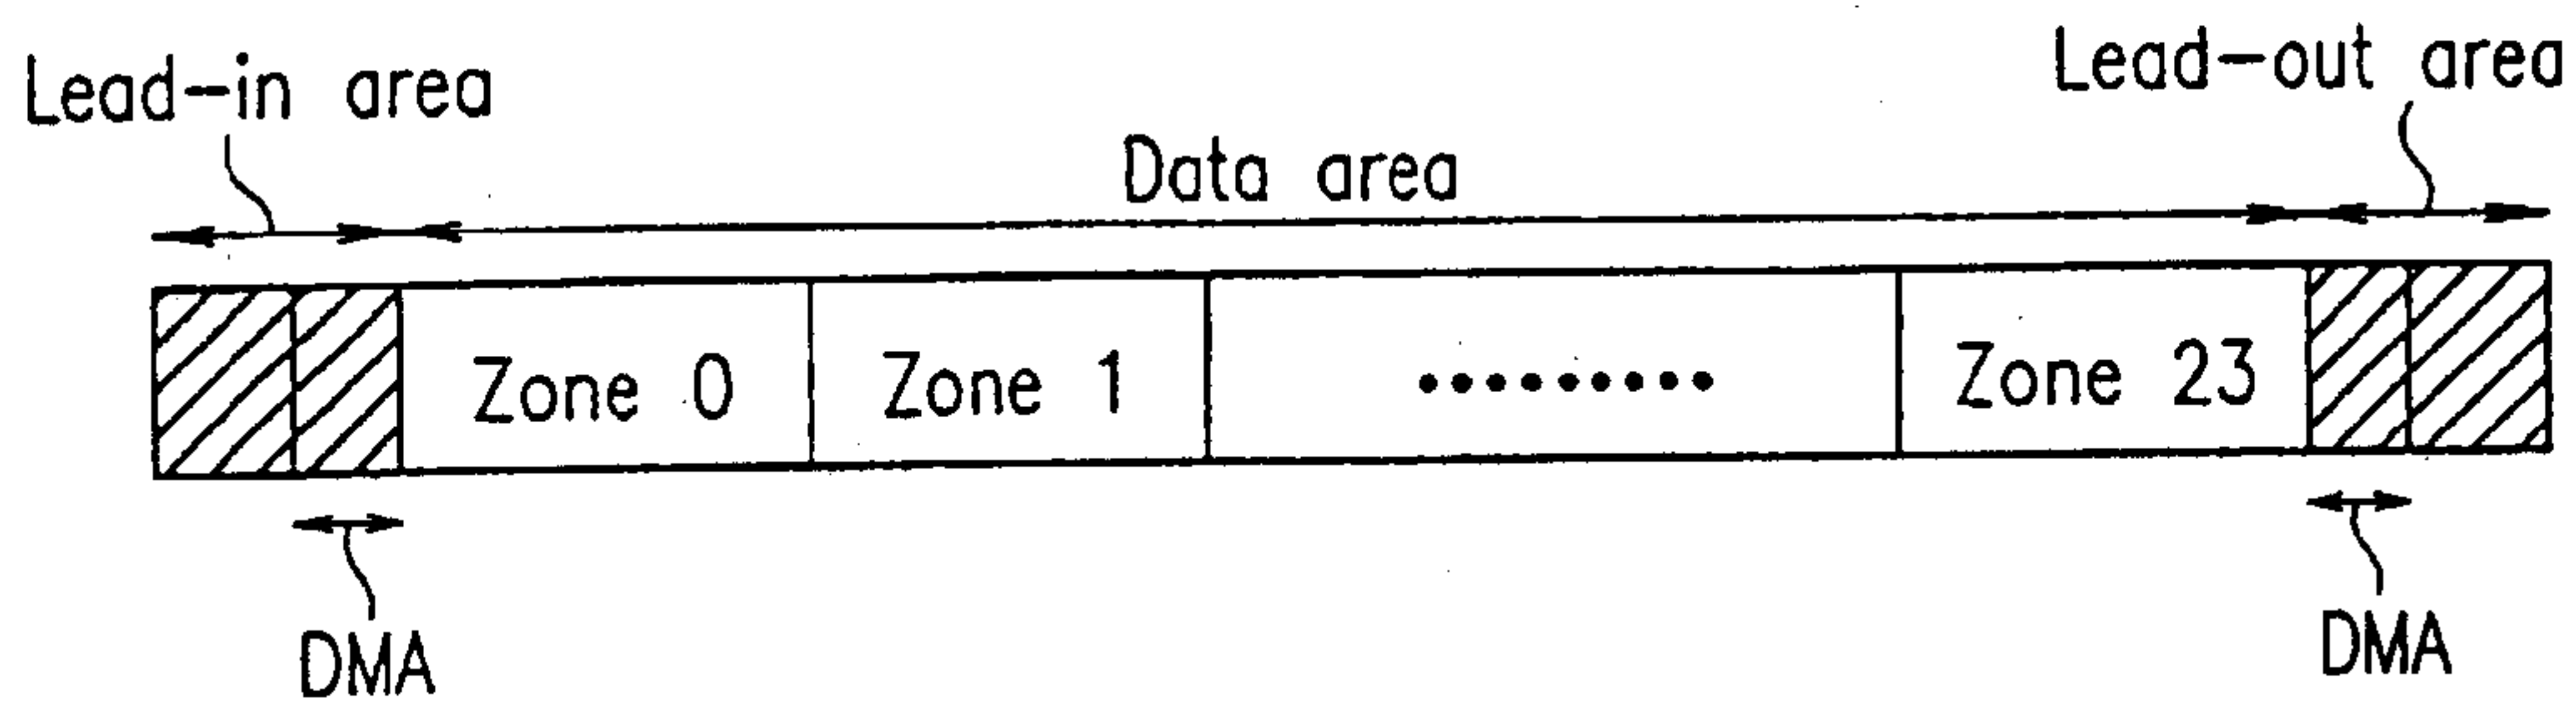 Lead-in area
Lead-out area
Data area
Zone 0
Zone 1
.........
Zone 23
DMA
DMA